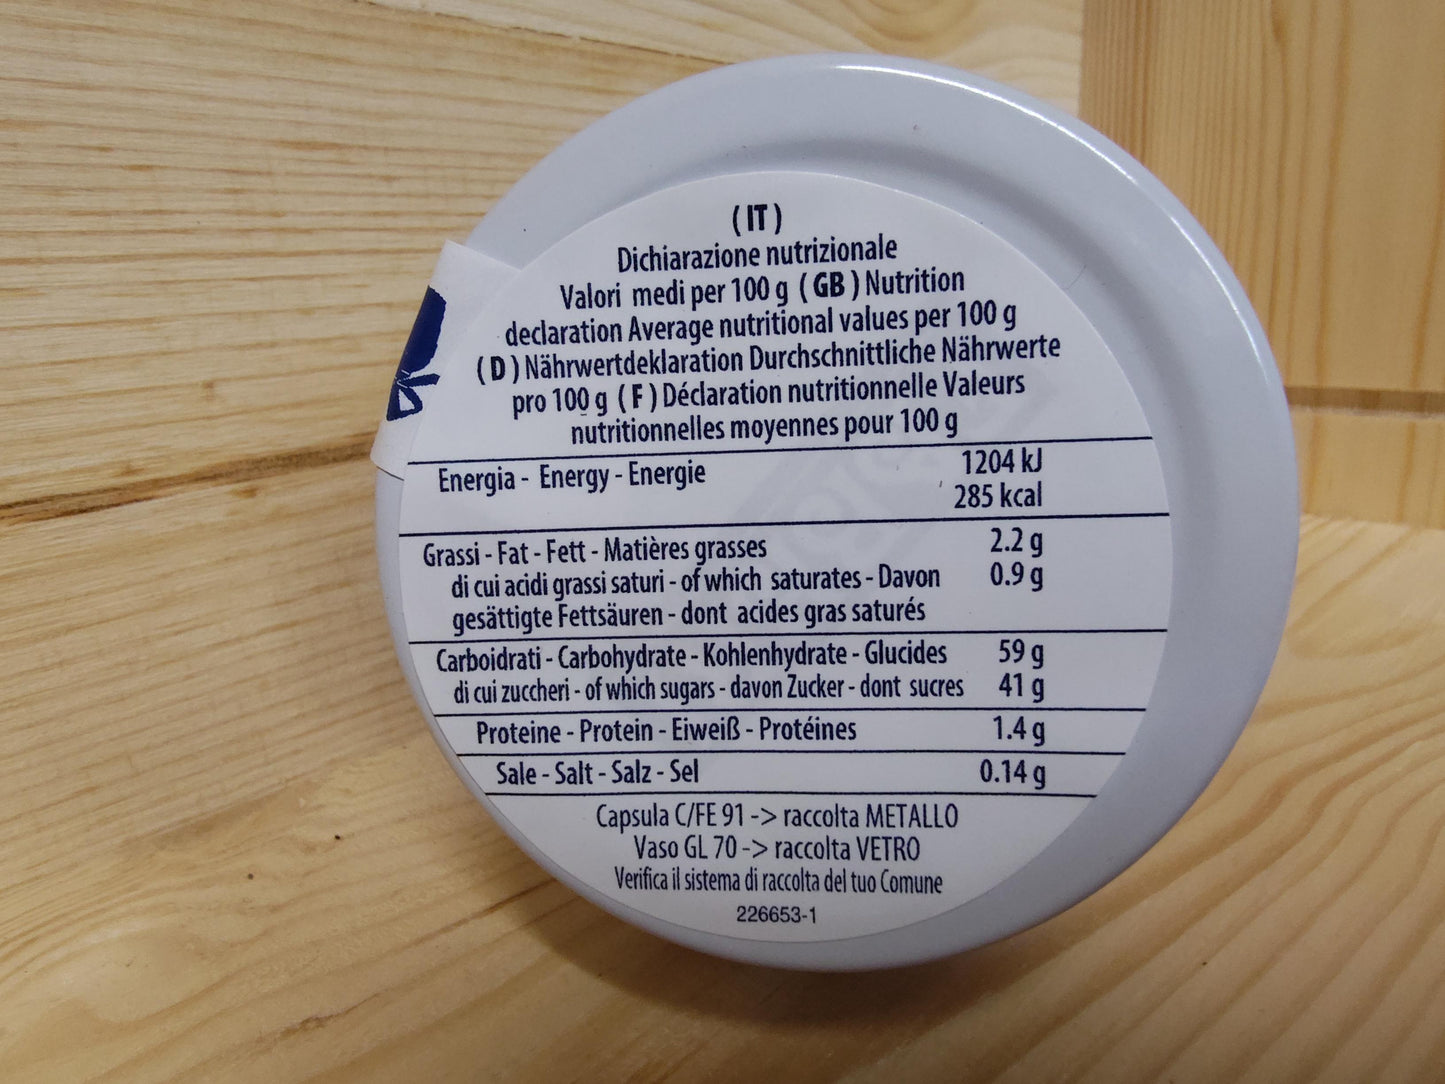 ( IT )
Dichiarazione nutrizionale
Valori medi per 100 g ( GB ) Nutrition
declaration Average nutritional values per 100 g
( D ) Nährwertdeklaration Durchschnittliche Nährwerte
pro 100 g ( F ) Déclaration nutritionnelle Valeurs
nutritionnelles moyennes pour 100 g
Energia - Energy - Energie 1204 kJ
285 kcal
Grassi - Fat - Fett - Matières grasses 2.2 g
di cui acidi grassi saturi - of which saturates - Davon 0.9 g
gesättigte Fettsäuren - dont acides gras saturés
Carboidrati - Carbohydrate - Kohlenhydrate - Glucides 59 g
di cui zuccheri - of which sugars - davon Zucker - dont sucres 41 g
Proteine - Protein - Eiweiß - Protéines 1.4 g
Sale - Salt - Salz - Sel 0.14 g
Capsula C/FE 91 -> raccolta METALLO
Vaso GL 70 -> raccolta VETRO
Verifica il sistema di raccolta del tuo Comune
226653-1